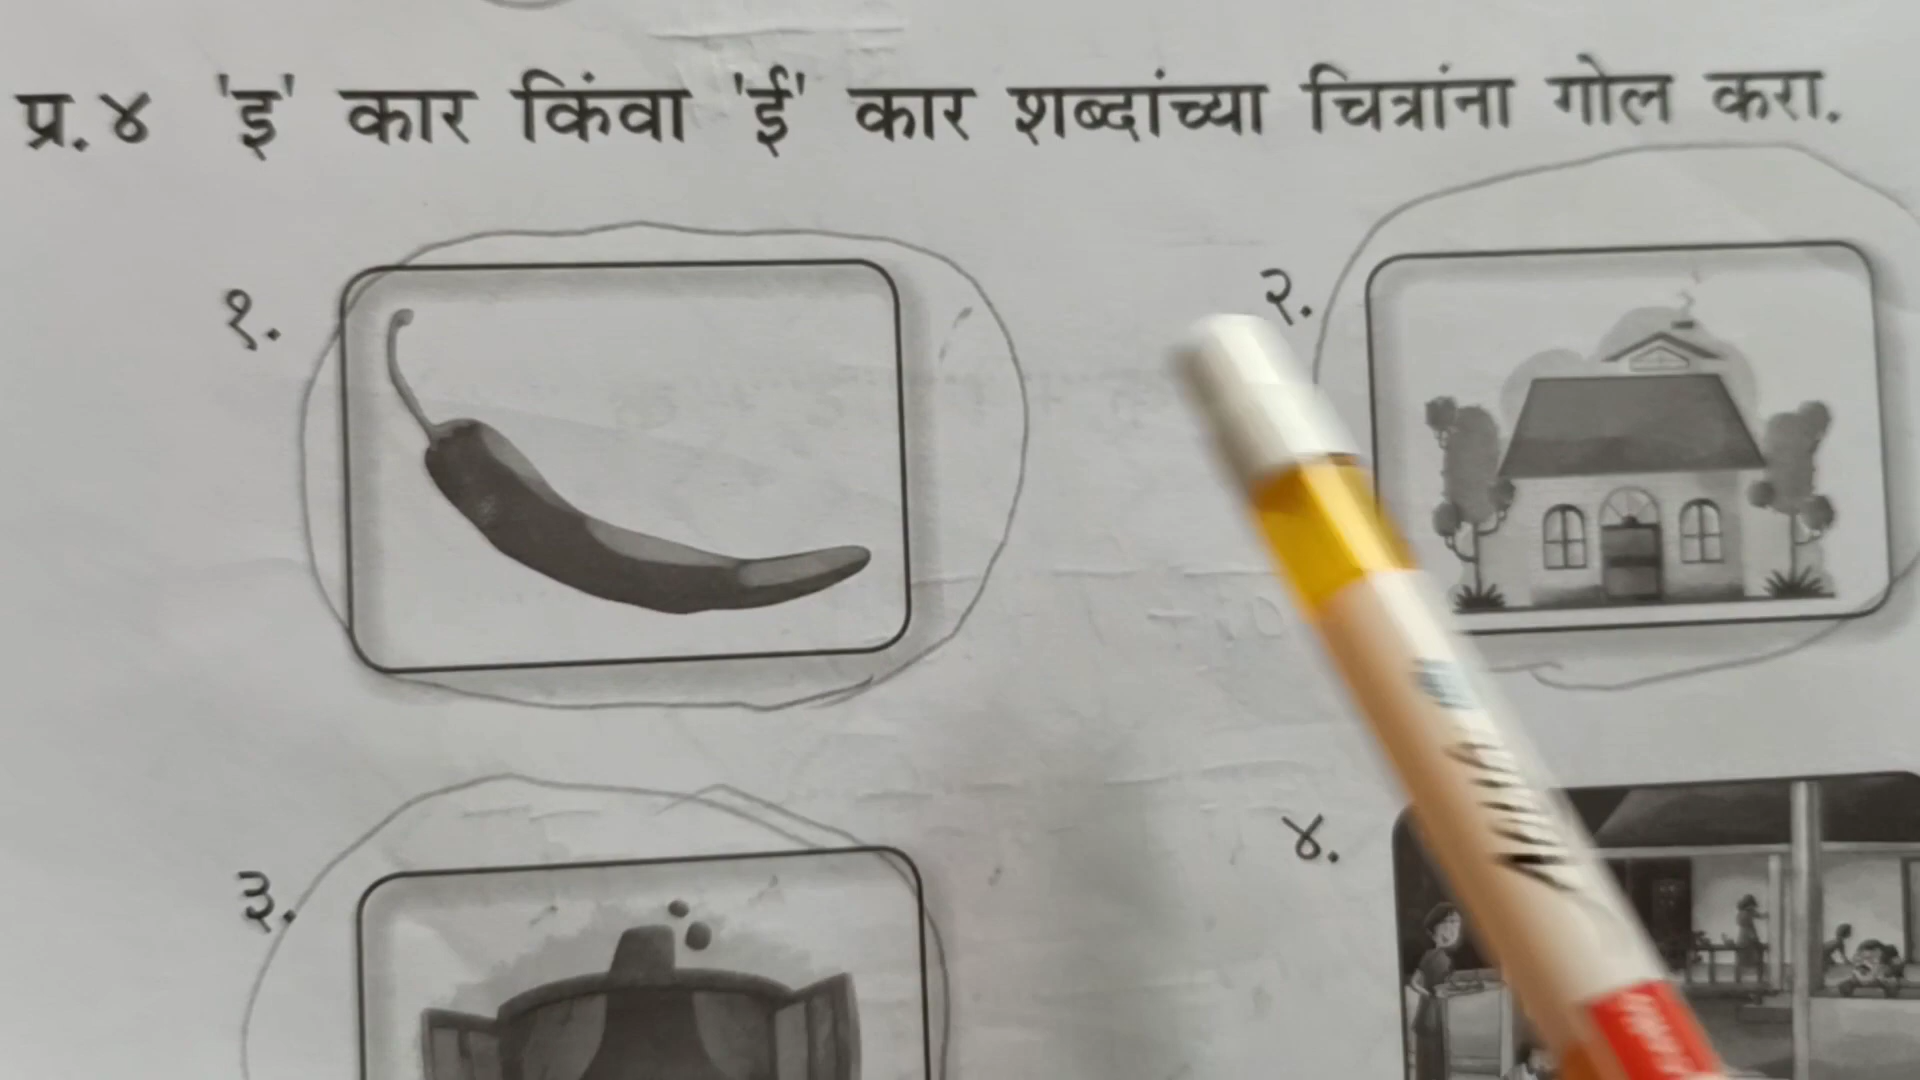 प्र.४ 'इ' कार किंवा 'ई' कार शब्दांच्या चित्रांना गोल करा.
१.
२.
३.
४.